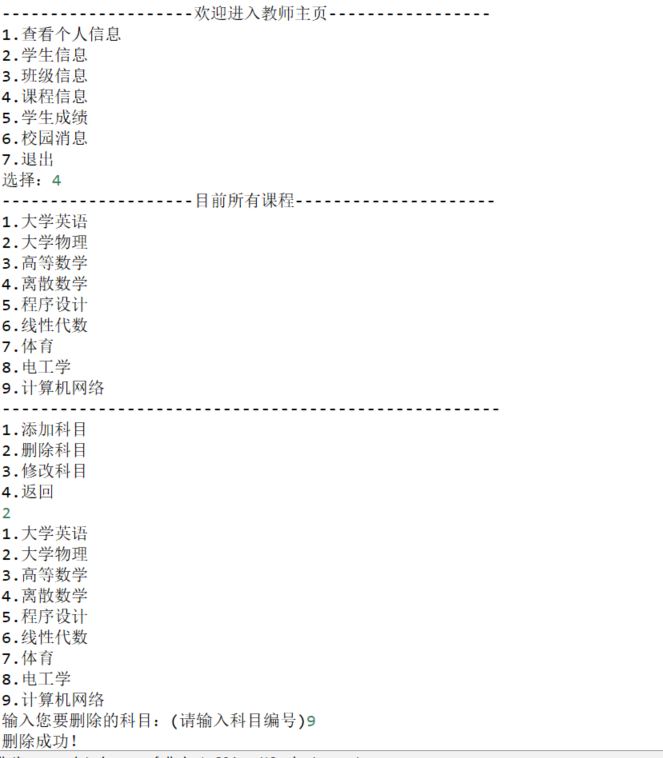 --------------------欢迎进入教师主页-----------------
1.查看个人信息
2.学生信息
3.班级信息
4.课程信息
5.学生成绩
6.校园消息
7.退出
选择：4
--------------------目前所有课程---------------------
1.大学英语
2.大学物理
3.高等数学
4.离散数学
5.程序设计
6.线性代数
7.体育
8.电工学
9.计算机网络
----------------------------------------------------
1.添加科目
2.删除科目
3.修改科目
4.返回
2
1.大学英语
2.大学物理
3.高等数学
4.离散数学
5.程序设计
6.线性代数
7.体育
8.电工学
9.计算机网络
输入您要删除的科目：(请输入科目编号)9
删除成功！